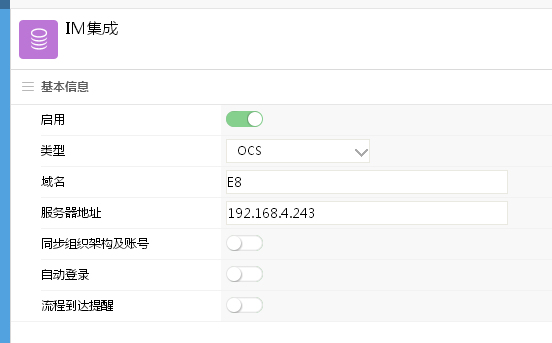 IM集成
基本信息
启用
类型 OCS
域名 E8
服务器地址 192.168.4.243
同步组织架构及账号
自动登录
流程到达提醒